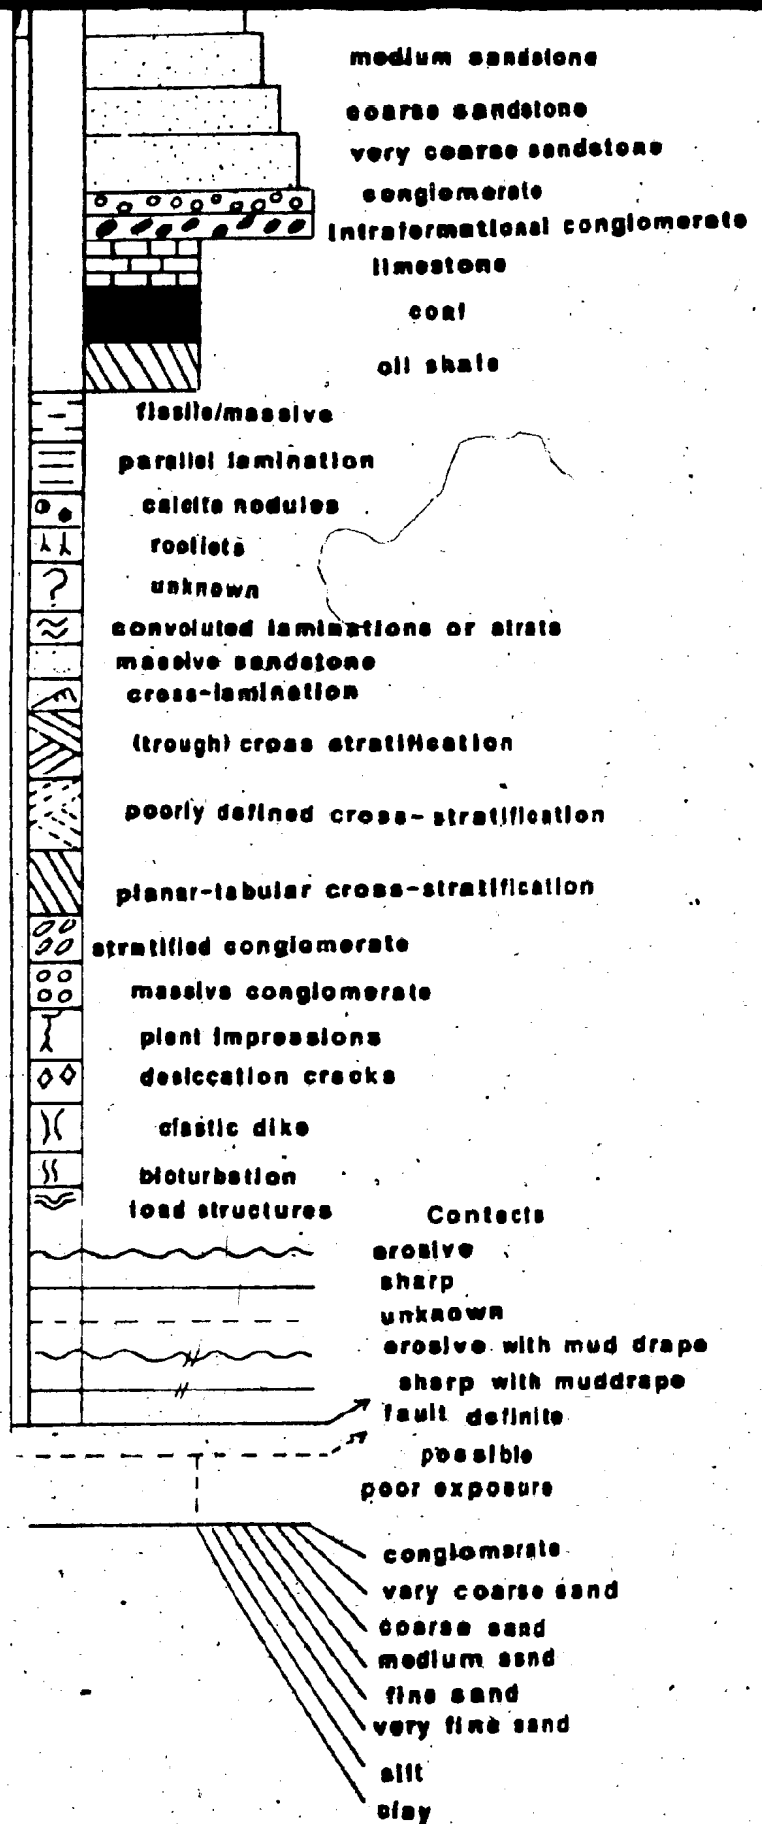 medium sandstone
coarse sandstone
very coarse sandstone
conglomerate
intraformational conglomerate
limestone
coal
oil shale
fissile/massive
parallel lamination
calcite nodules
rootlets
unknown
convoluted laminations or strata
massive sandstone
cross-lamination
(trough) cross stratification
poorly defined cross-stratification
planar-tabular cross-stratification
stratified conglomerate
massive conglomerate
plant impressions
desiccation cracks
clastic dike
bioturbation
load structures
Contacts
erosive
sharp
unknown
erosive with mud drape
sharp with muddrape
fault definite
possible
poor exposure
conglomerate
very coarse sand
coarse sand
medium sand
fine sand
very fine sand
silt
clay